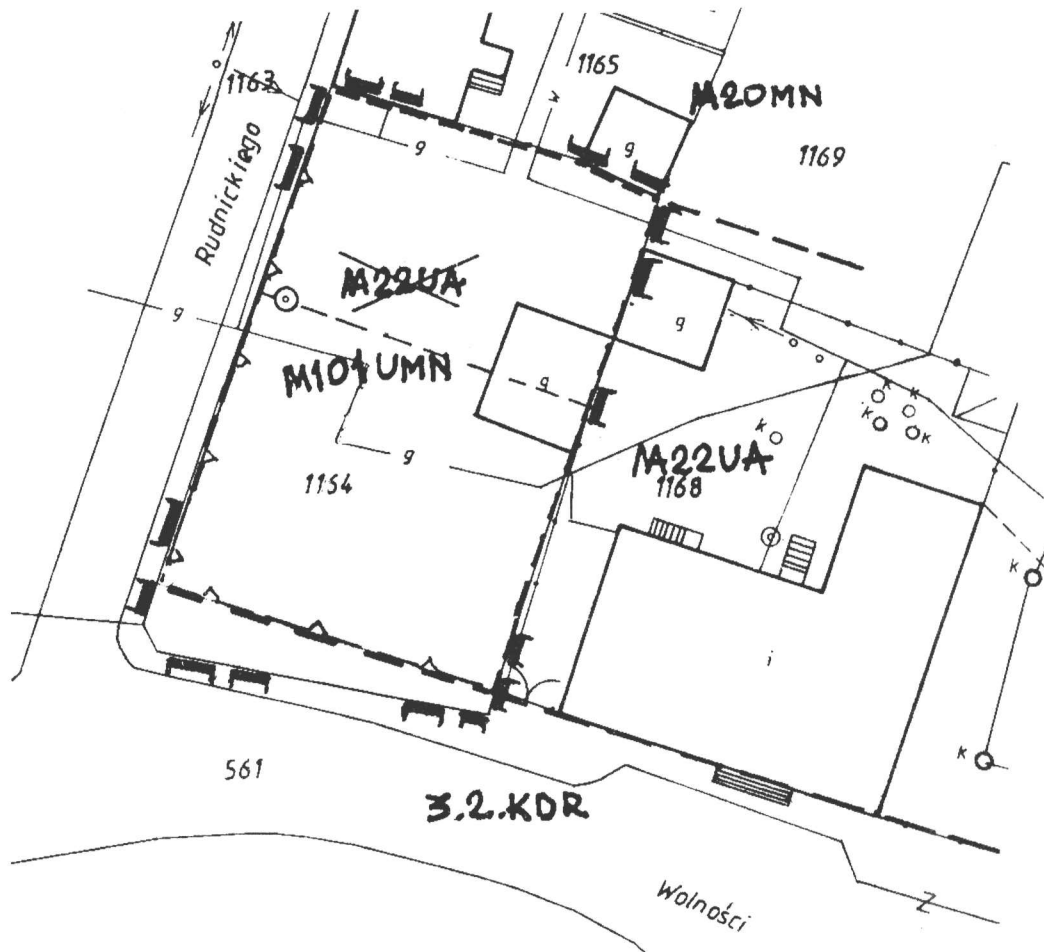 1165
1163
M20MN
g
g
1169
Rudnickiego
M22UA
g
g
M101UMN
g
k
k
k
k
k
g
M22UA
1154
1168
k
k
i
k
561
3.2.KDR
Wolności